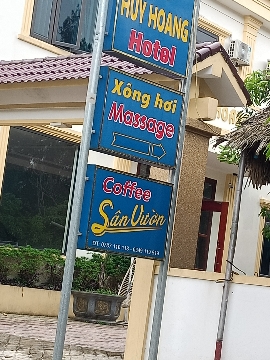 HUY HOANG
Hotel
Xông hơi
Massage
Coffee
Sân Vườn